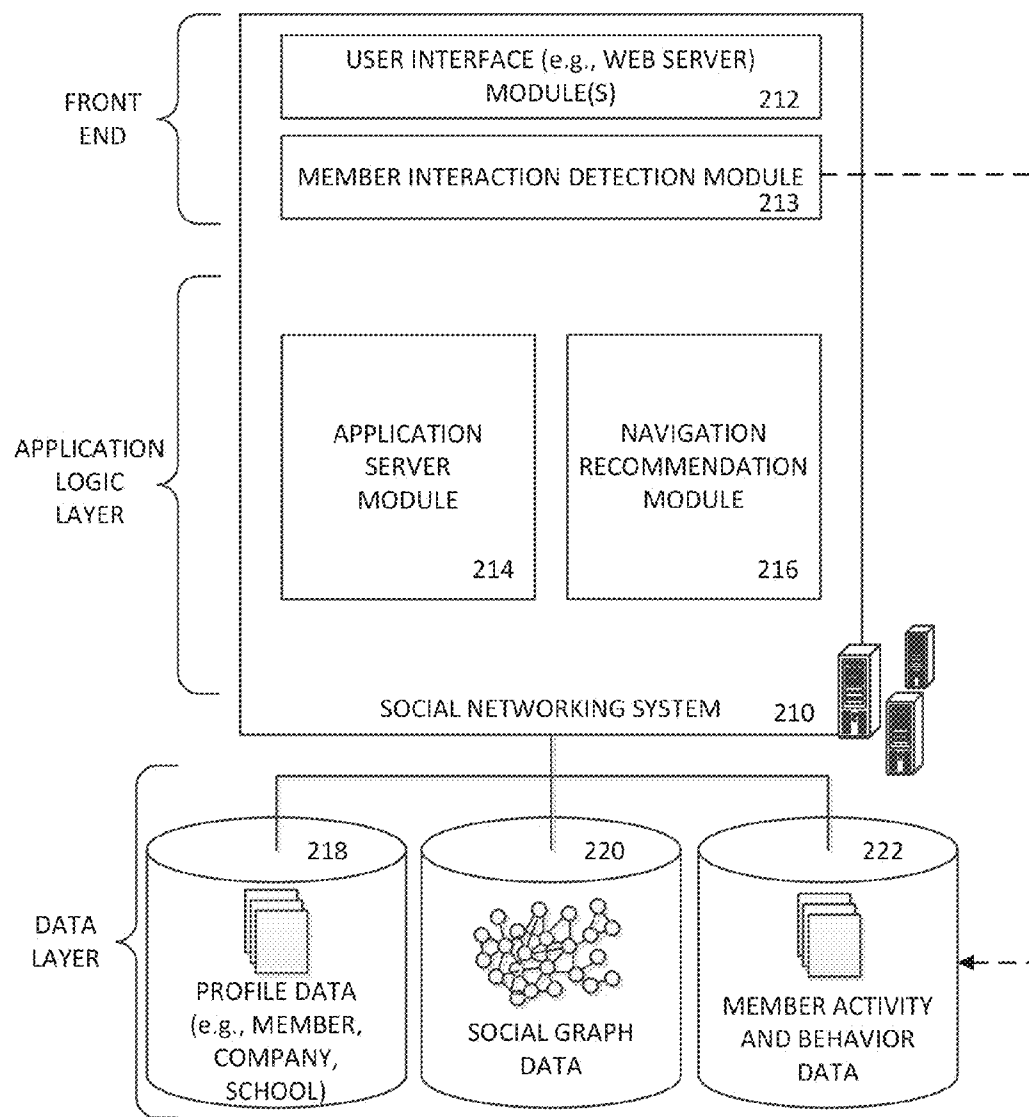 USER INTERFACE (e.g., WEB SERVER)
MODULE(S)
212
FRONT
END
MEMBER INTERACTION DETECTION MODULE
213
APPLICATION
LOGIC
LAYER
APPLICATION
SERVER
MODULE
214
NAVIGATION
RECOMMENDATION
MODULE
216
SOCIAL NETWORKING SYSTEM
210
DATA
LAYER
218
PROFILE DATA
(e.g., MEMBER,
COMPANY,
SCHOOL)
220
SOCIAL GRAPH
DATA
222
MEMBER ACTIVITY
AND BEHAVIOR
DATA